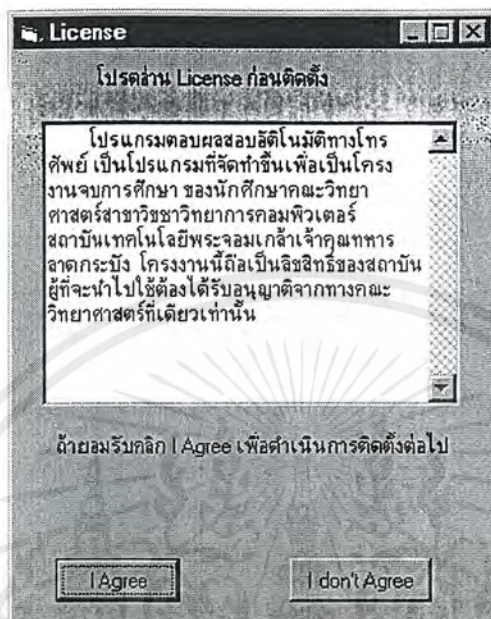 License
โปรดอ่าน License ก่อนติดตั้ง
โปรแกรมตอบผลสอบอัติโนมัติทางโทร
ศัพย์ เป็นโปรแกรมที่จัดทำขึ้นเพื่อเป็นโครง
งานจบการศึกษา ของนักศึกษาคณะวิทยา
ศาสตร์สาขาวิชชาวิทยาการคอมพิวเตอร์
สถาบันเทคโนโลยีพระจอมเกล้าเจ้าคุณทหาร
ลาดกระบัง โครงงานนี้ถือเป็นลิขสิทธิ์ของสถาบัน
ผู้ที่จะนำไปใช้ต้องได้รับอนุญาติจากทางคณะ
วิทยาศาสตร์ที่เดียวเท่านั้น
ถ้ายอมรับคลิก I Agree เพื่อดำเนินการติดตั้งต่อไป
I Agree
I don't Agree